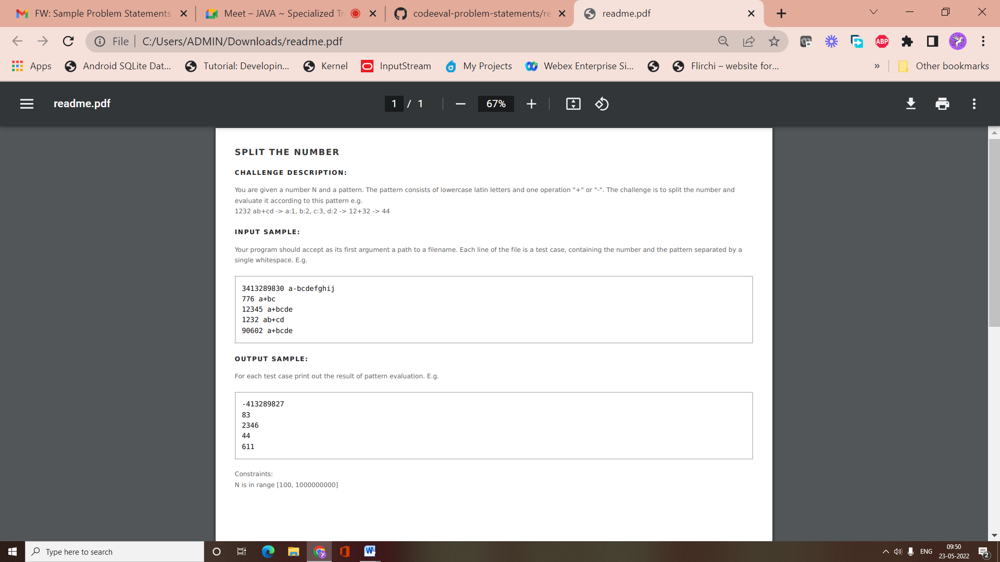 FW: Sample Problem Statements
Meet – JAVA ~ Specialized Tr
codeeval-problem-statements/re
readme.pdf
File
C:/Users/ADMIN/Downloads/readme.pdf
ABP
Apps
Android SQLite Dat...
Tutorial: Developin...
Kernel
InputStream
My Projects
Webex Enterprise Si...
Flirchi – website for...
»
Other bookmarks
readme.pdf
1 / 1
67%
SPLIT THE NUMBER
CHALLENGE DESCRIPTION:
You are given a number N and a pattern. The pattern consists of lowercase latin letters and one operation "+" or "-". The challenge is to split the number and
evaluate it according to this pattern e.g.
1232 ab+cd -> a:1, b:2, c:3, d:2 -> 12+32 -> 44
INPUT SAMPLE:
Your program should accept as its first argument a path to a filename. Each line of the file is a test case, containing the number and the pattern separated by a
single whitespace. E.g.
3413289830 a-bcdefghij
776 a+bc
12345 a+bcde
1232 ab+cd
90602 a+bcde
OUTPUT SAMPLE:
For each test case print out the result of pattern evaluation. E.g.
-413289827
83
2346
44
611
Constraints:
N is in range [100, 1000000000]
Type here to search
ENG
09:50
23-05-2022
2